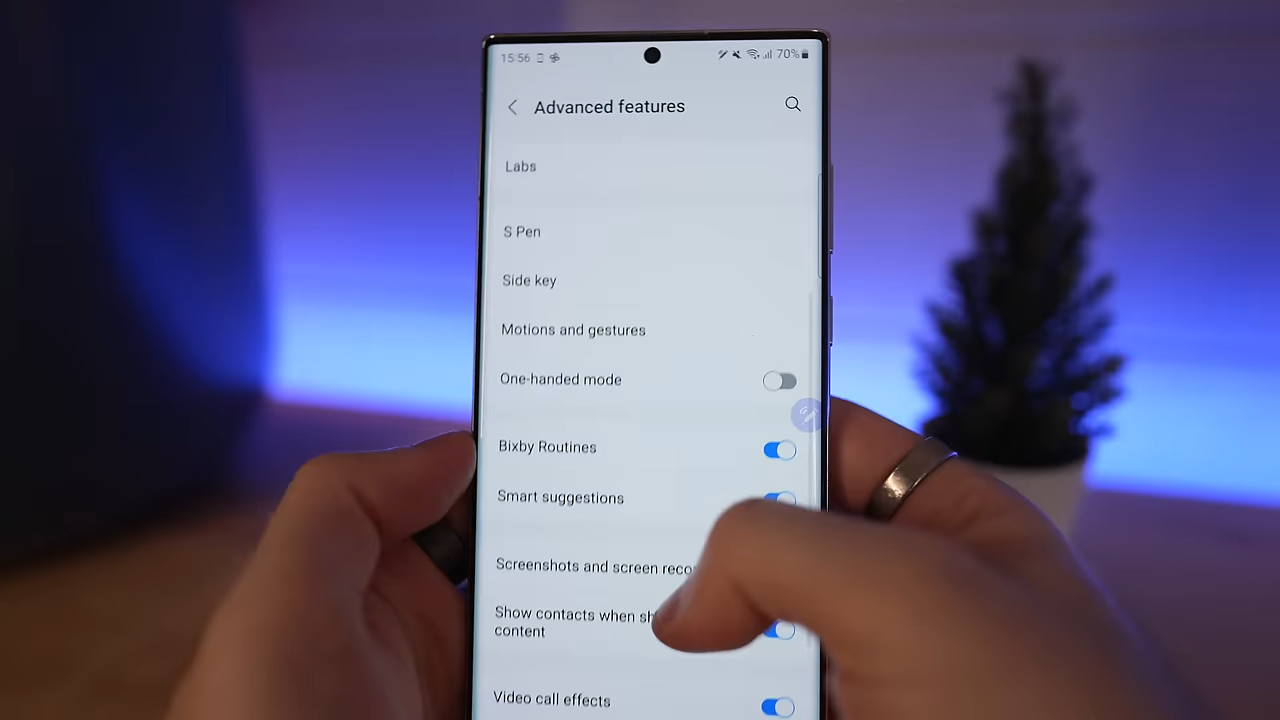 15:56 70%
Advanced features
Labs
S Pen
Side key
Motions and gestures
One-handed mode
Bixby Routines
Smart suggestions
Screenshots and screen reco
Show contacts when sh
content
Video call effects